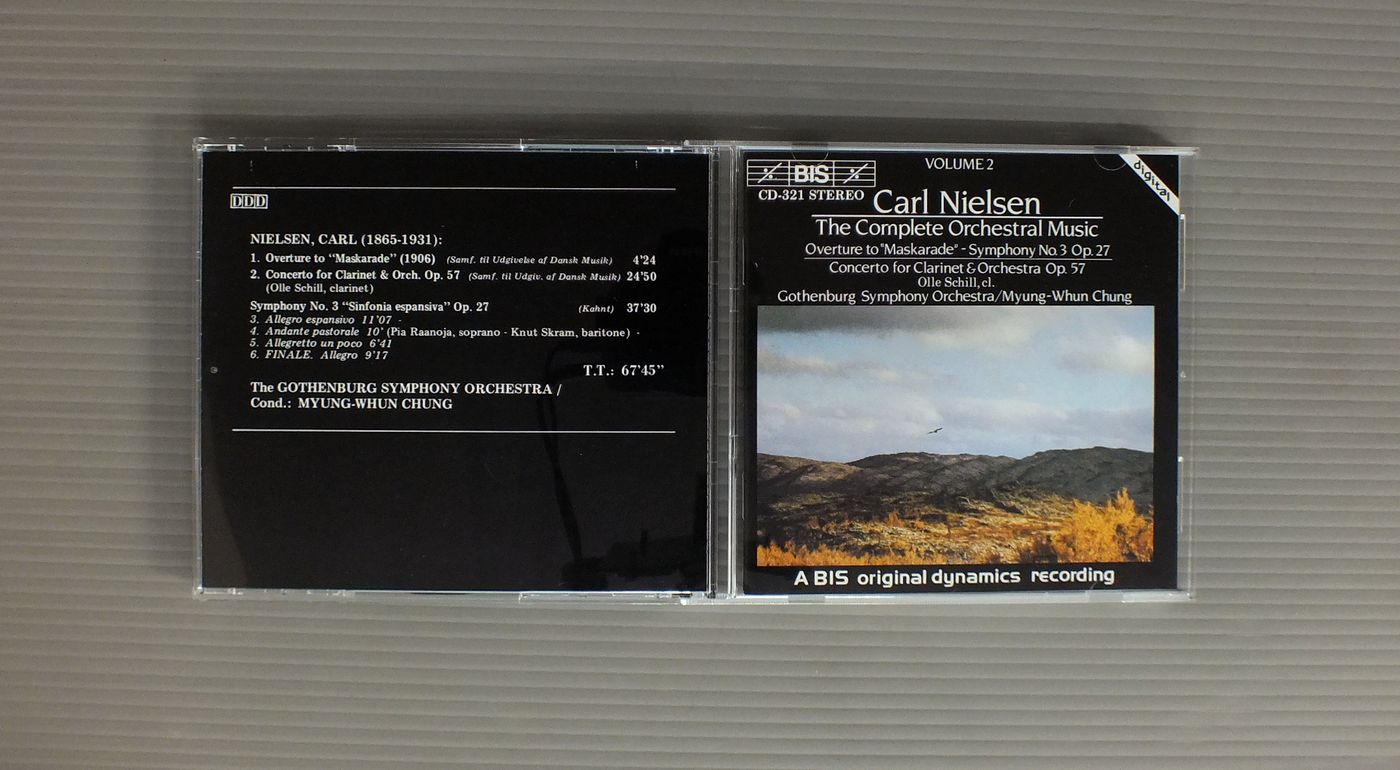 DDD
NIELSEN, CARL (1865-1931):
1. Overture to "Maskarade" (1906) (Samf. til Udgivelse af Dansk Musik) 4'24
2. Concerto for Clarinet & Orch. Op. 57 (Samf. til Udgiv. af Dansk Musik) 24'50
(Olle Schill, clarinet)
Symphony No. 3 "Sinfonia espansiva" Op. 27 (Kahnt) 37'30
3. Allegro espansivo 11'07 -
4. Andante pastorale 10' (Pia Raanoja, soprano - Knut Skram, baritone) -
5. Allegretto un poco 6'41
6. FINALE. Allegro 9'17
T.T.: 67'45"
The GOTHENBURG SYMPHONY ORCHESTRA /
Cond.: MYUNG-WHUN CHUNG
BIS
CD-321 STEREO
VOLUME 2
digital
Carl Nielsen
The Complete Orchestral Music
Overture to "Maskarade" - Symphony No. 3 Op. 27
Concerto for Clarinet & Orchestra Op. 57
Olle Schill, cl.
Gothenburg Symphony Orchestra/Myung-Whun Chung
A BIS original dynamics recording